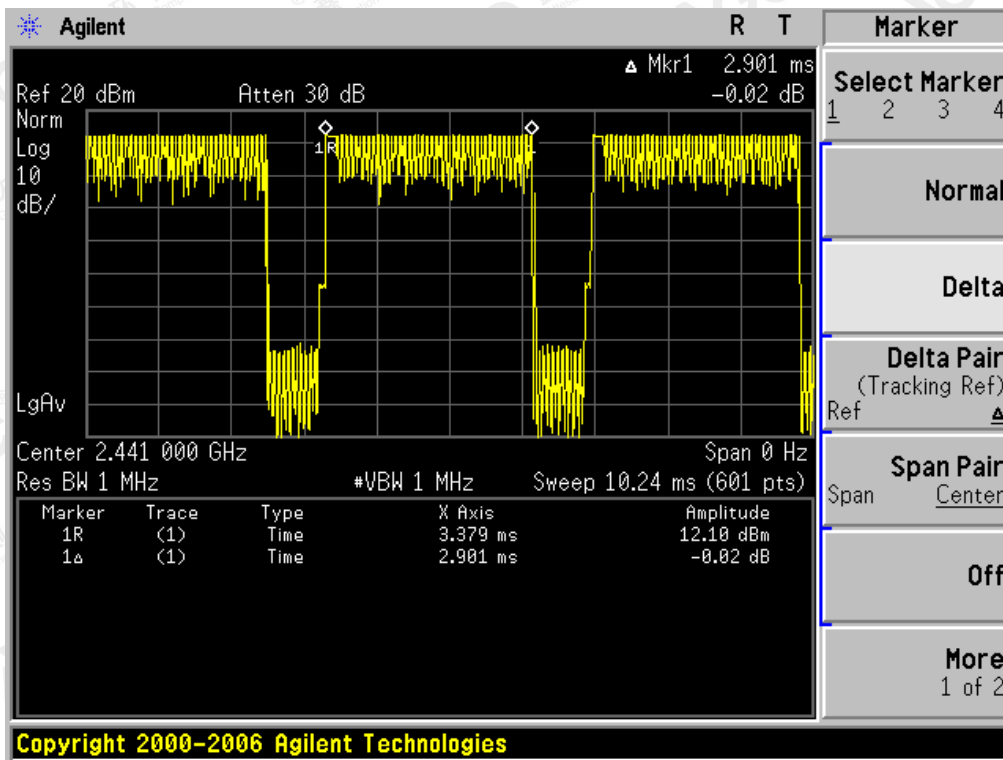 Agilent R T
Marker
Δ Mkr1 2.901 ms
Ref 20 dBm Atten 30 dB -0.02 dB
Norm
Log
10
dB/
1R
1
LgAv
Center 2.441 000 GHz Span 0 Hz
Res BW 1 MHz #VBW 1 MHz Sweep 10.24 ms (601 pts)
Marker Trace Type X Axis Amplitude
1R (1) Time 3.379 ms 12.10 dBm
1Δ (1) Time 2.901 ms -0.02 dB
Select Marker
1 2 3 4
Normal
Delta
Delta Pair
(Tracking Ref)
Ref Δ
Span Pair
Span Center
Off
More
1 of 2
Copyright 2000-2006 Agilent Technologies